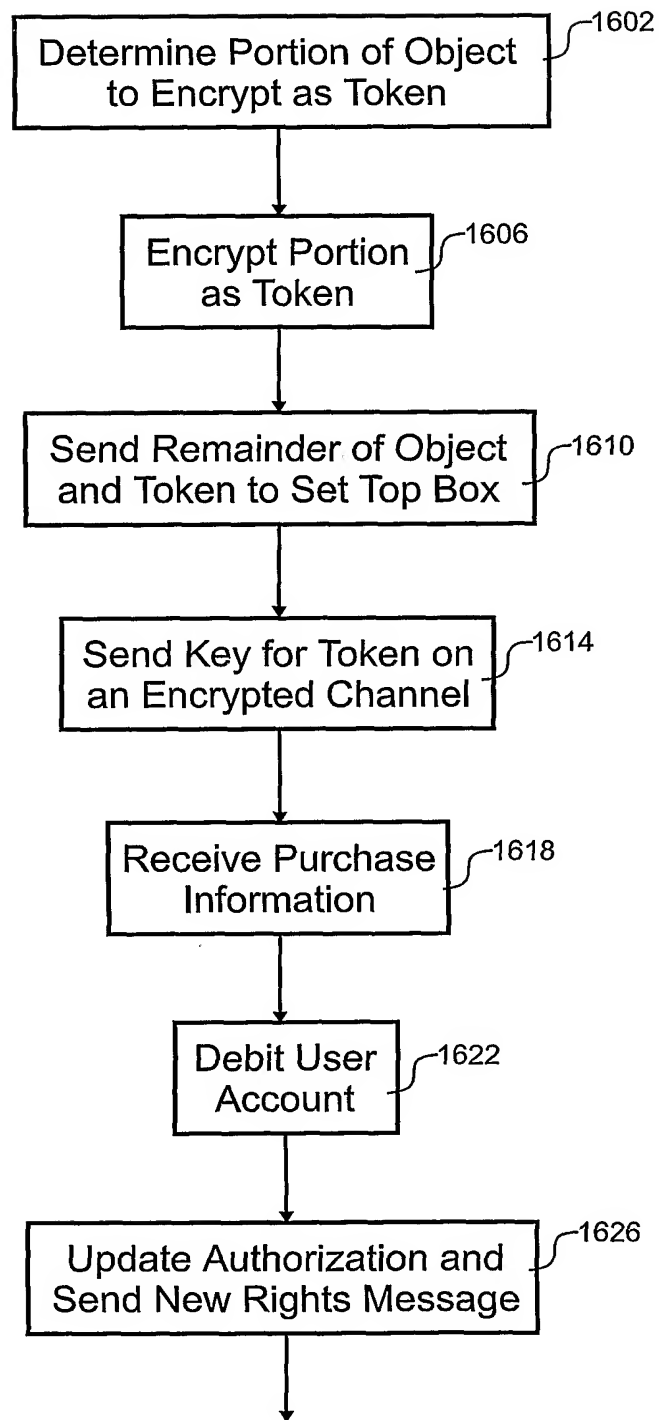 1602
Determine Portion of Object
to Encrypt as Token
1606
Encrypt Portion
as Token
1610
Send Remainder of Object
and Token to Set Top Box
1614
Send Key for Token on
an Encrypted Channel
1618
Receive Purchase
Information
1622
Debit User
Account
1626
Update Authorization and
Send New Rights Message